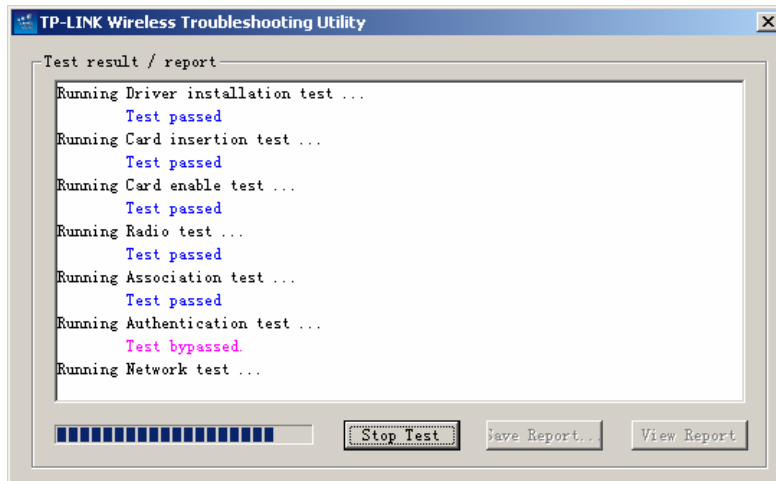 TP-LINK Wireless Troubleshooting Utility
Test result / report
Running Driver installation test ...
Test passed
Running Card insertion test ...
Test passed
Running Card enable test ...
Test passed
Running Radio test ...
Test passed
Running Association test ...
Test passed
Running Authentication test ...
Test bypassed.
Running Network test ...
Stop Test
Save Report...
View Report